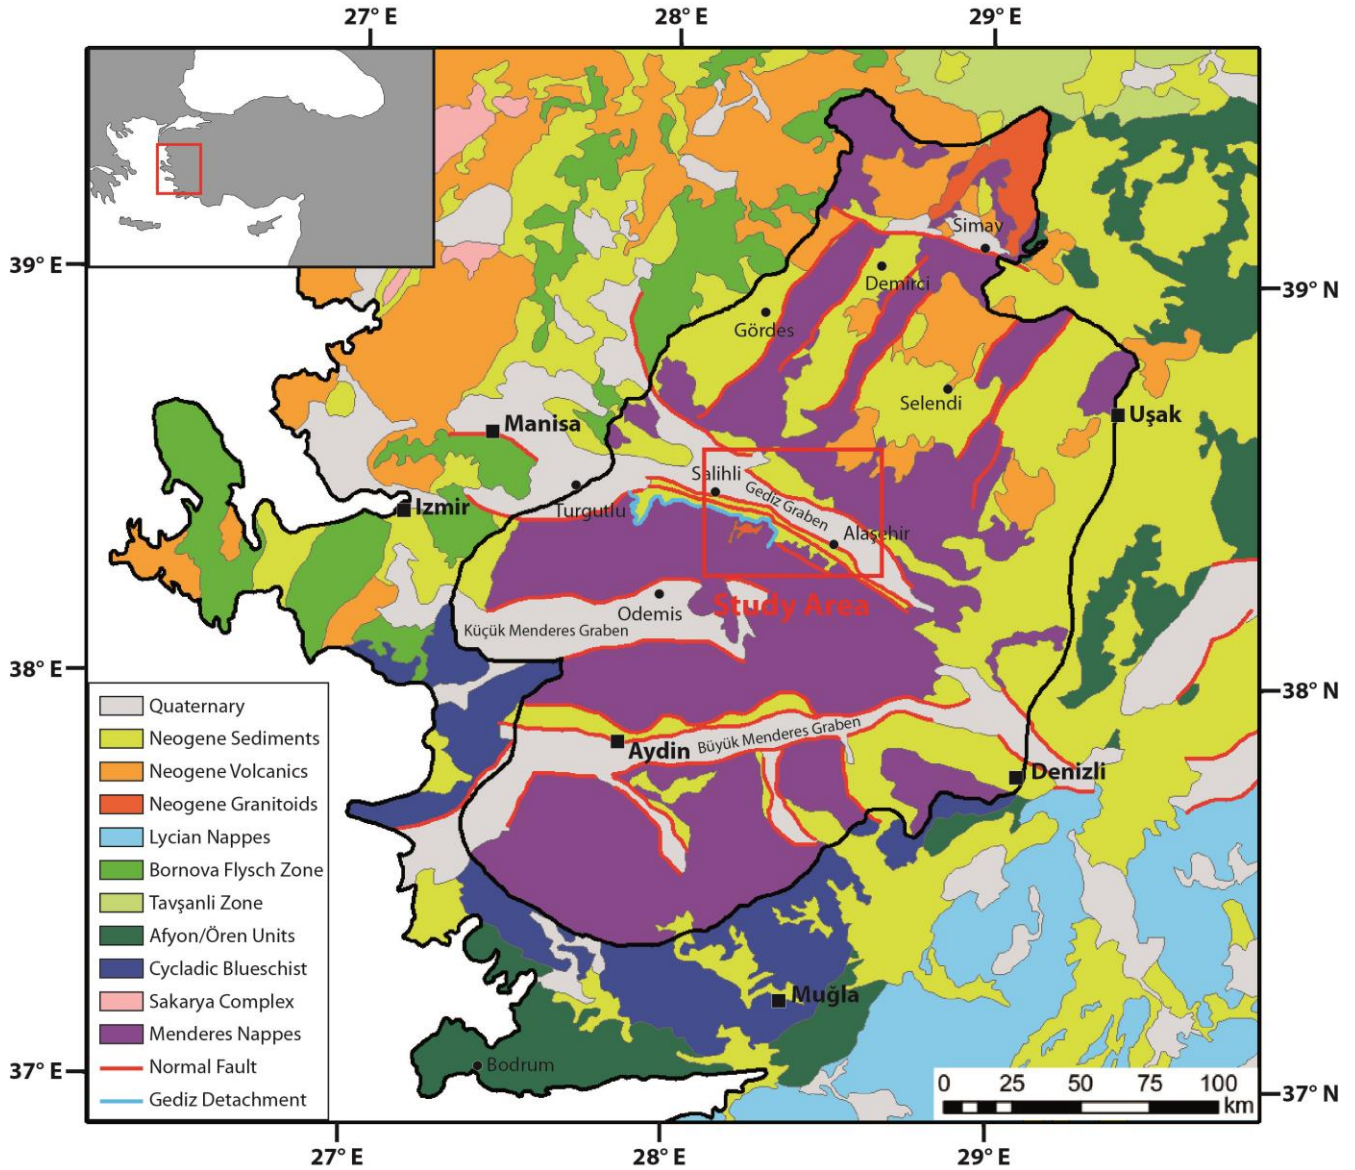 27° E
28° E
29° E
39° E
39° N
Simav
Demirci
Gördes
Selendi
Uşak
Manisa
Salihli
Gediz Graben
Izmir
Turgutlu
Alaşehir
Study Area
Odemis
Küçük Menderes Graben
38° E
38° N
Quaternary
Neogene Sediments
Neogene Volcanics
Neogene Granitoids
Lycian Nappes
Bornova Flysch Zone
Tavşanli Zone
Afyon/Ören Units
Cycladic Blueschist
Sakarya Complex
Menderes Nappes
Normal Fault
Gediz Detachment
Aydin
Büyük Menderes Graben
Denizli
Muğla
Bodrum
37° E
37° N
0 25 50 75 100
km
27° E
28° E
29° E